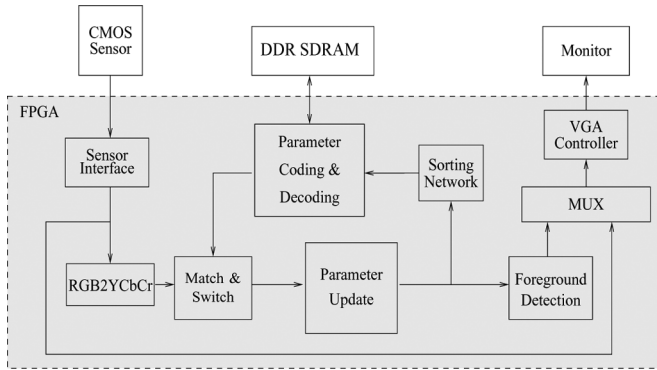 CMOS
Sensor
DDR SDRAM
Monitor
FPGA
Sensor
Interface
Parameter
Coding &
Decoding
Sorting
Network
VGA
Controller
MUX
RGB2YCbCr
Match &
Switch
Parameter
Update
Foreground
Detection